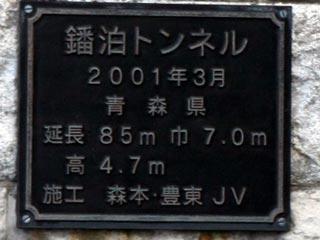 鐇泊トンネル
2001年3月
青森県
延長 85m 巾 7.0m
高 4.7m
施工 森本・豊東JV